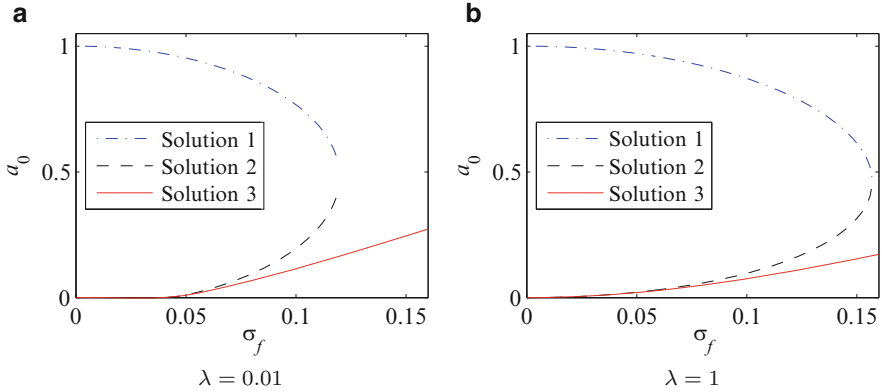 a
1
0.5
0
a₀
Solution 1
Solution 2
Solution 3
0
0.05
0.1
0.15
σ_f
λ = 0.01
b
1
0.5
0
a₀
Solution 1
Solution 2
Solution 3
0
0.05
0.1
0.15
σ_f
λ = 1